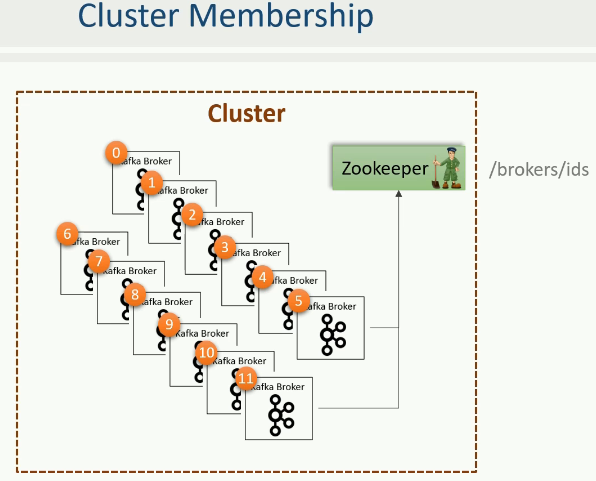 Cluster Membership
Cluster
Zookeeper
/brokers/ids
0
Kafka Broker
1
Kafka Broker
2
Kafka Broker
3
Kafka Broker
4
Kafka Broker
5
Kafka Broker
6
Kafka Broker
7
Kafka Broker
8
Kafka Broker
9
Kafka Broker
10
Kafka Broker
11
Kafka Broker